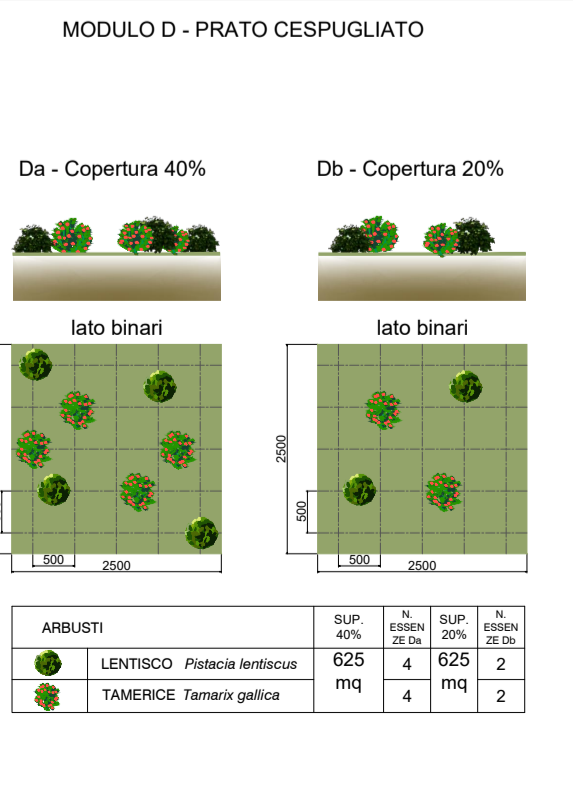 MODULO D - PRATO CESPUGLIATO
Da - Copertura 40%
Db - Copertura 20%
lato binari
lato binari
500
2500
2500
500
500
2500
ARBUSTI
SUP.
40%
N.
ESSEN
ZE Da
SUP.
20%
N.
ESSEN
ZE Db
LENTISCO Pistacia lentiscus
625
mq
4
625
mq
2
TAMERICE Tamarix gallica
4
2